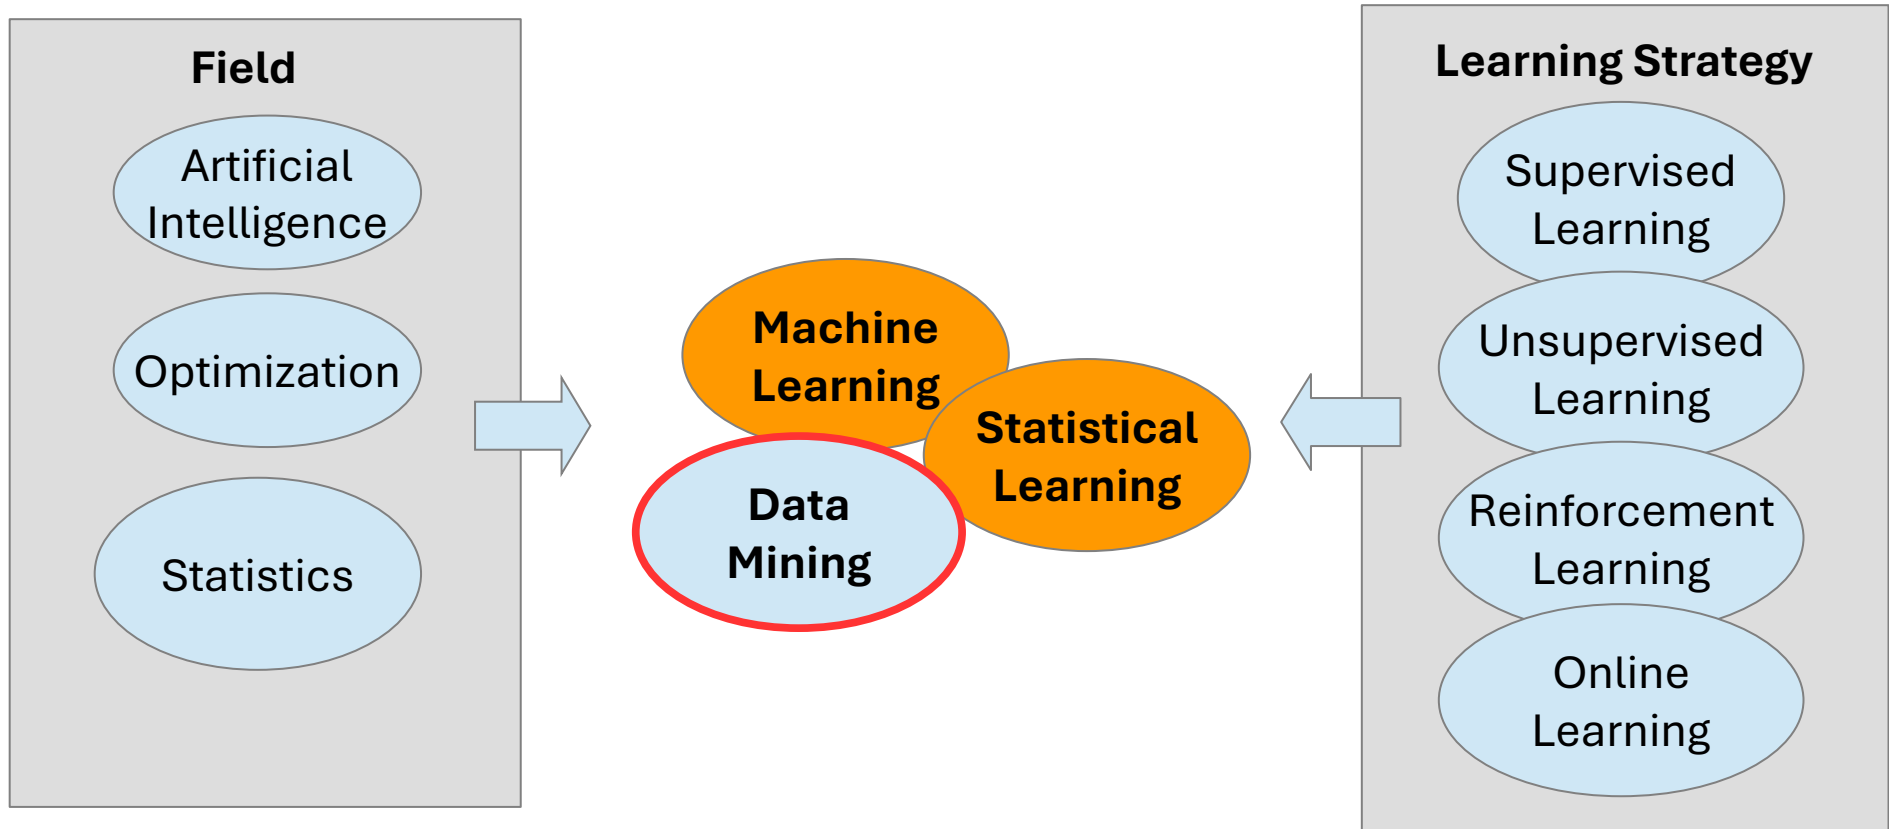 Field
Artificial
Intelligence
Optimization
Statistics
Machine
Learning
Statistical
Learning
Data
Mining
Learning Strategy
Supervised
Learning
Unsupervised
Learning
Reinforcement
Learning
Online
Learning